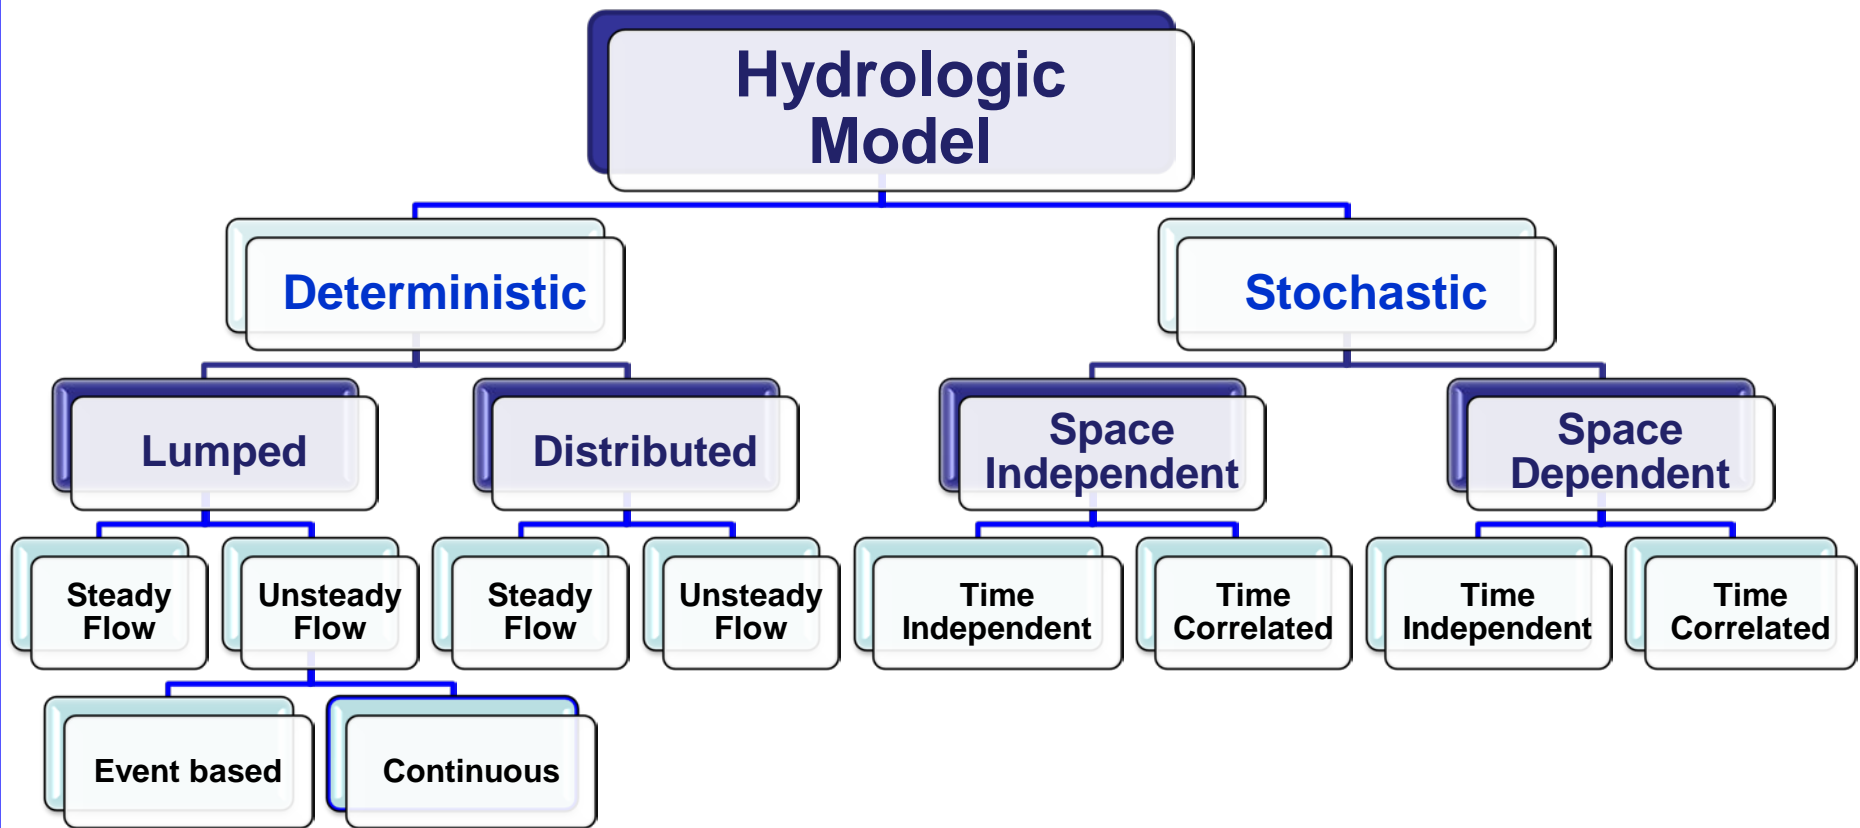 Hydrologic
Model
Deterministic
Stochastic
Lumped
Distributed
Space
Independent
Space
Dependent
Steady
Flow
Unsteady
Flow
Steady
Flow
Unsteady
Flow
Time
Independent
Time
Correlated
Time
Independent
Time
Correlated
Event based
Continuous